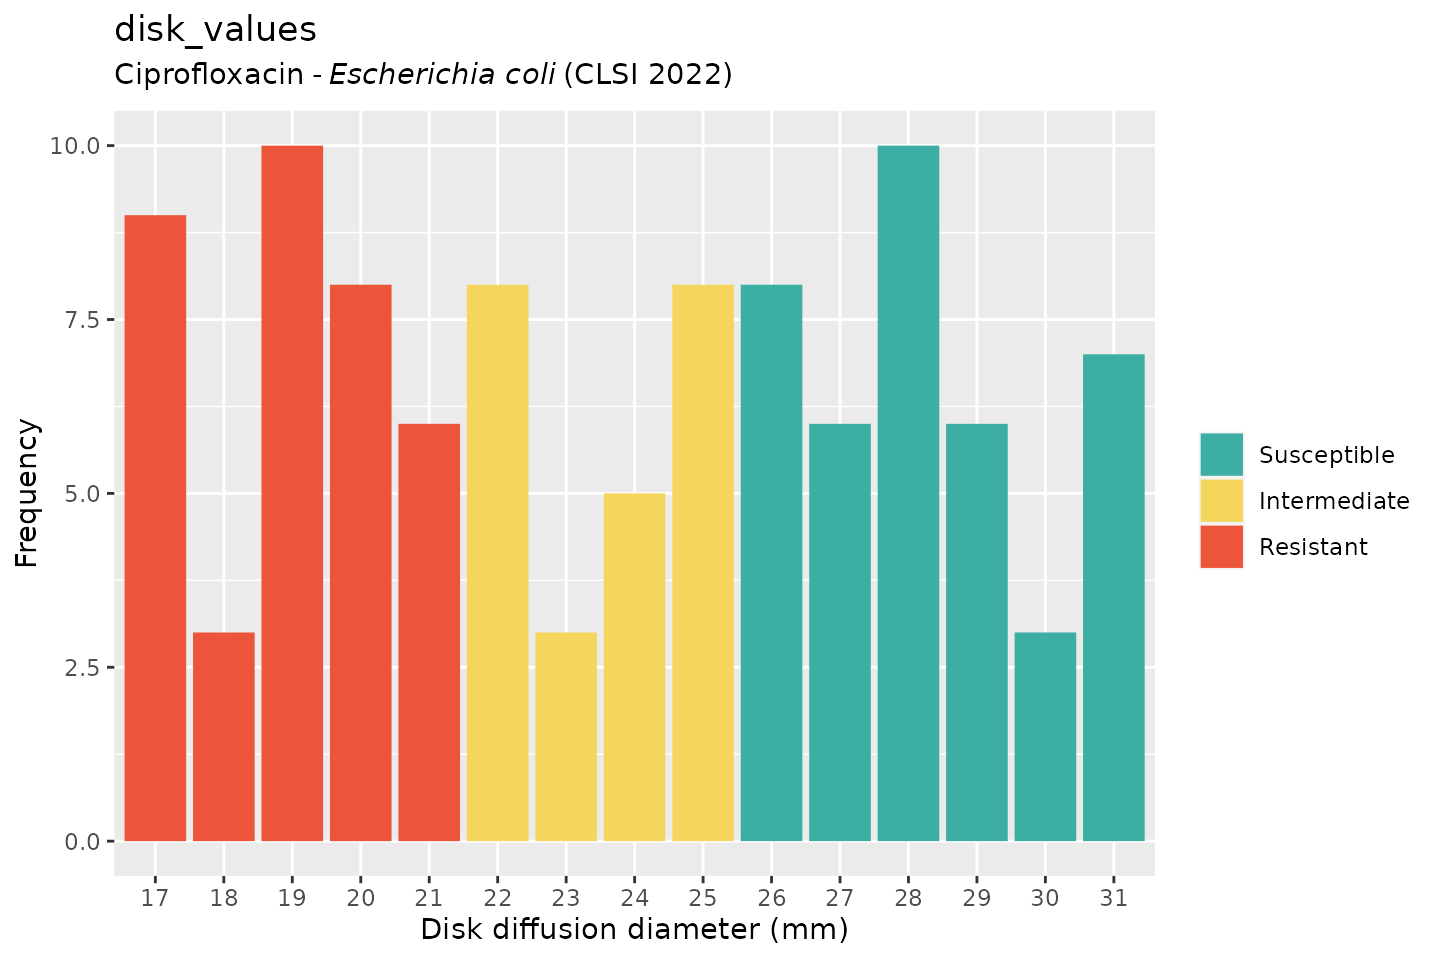 disk_values
Ciprofloxacin - Escherichia coli (CLSI 2022)
Frequency
10.0
7.5
5.0
2.5
0.0
17 18 19 20 21 22 23 24 25 26 27 28 29 30 31
Disk diffusion diameter (mm)
Susceptible
Intermediate
Resistant